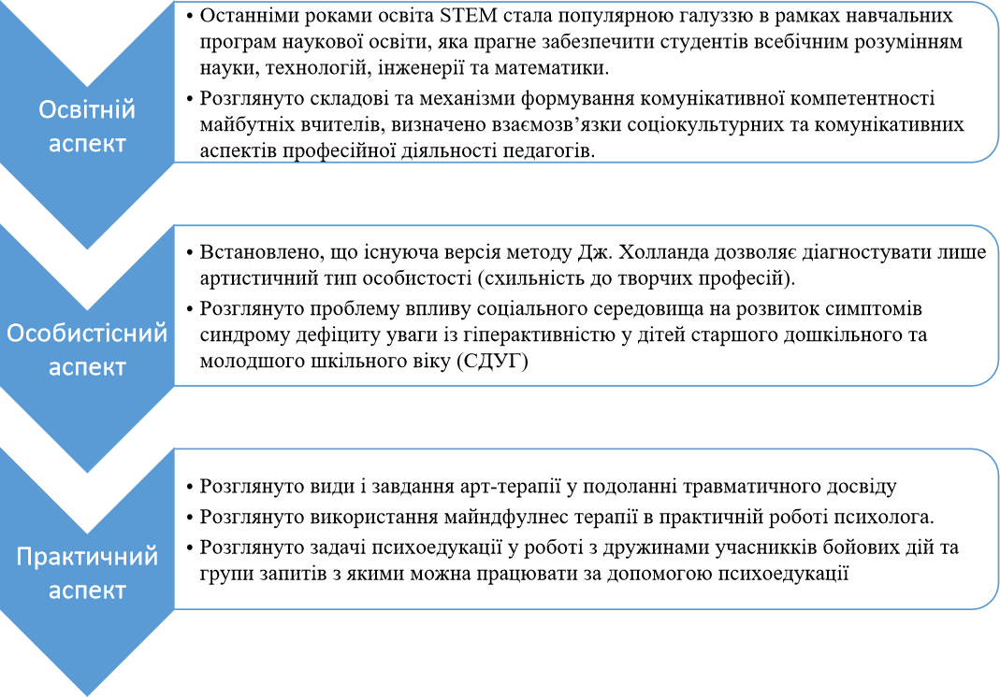 Освітній
аспект
• Останніми роками освіта STEM стала популярною галуззю в рамках навчальних
програм наукової освіти, яка прагне забезпечити студентів всебічним розумінням
науки, технологій, інженерії та математики.
• Розглянуто складові та механізми формування комунікативної компетентності
майбутніх вчителів, визначено взаємозв’язки соціокультурних та комунікативних
аспектів професійної діяльності педагогів.
Особистісний
аспект
• Встановлено, що існуюча версія методу Дж. Холланда дозволяє діагностувати лише
артистичний тип особистості (схильність до творчих професій).
• Розглянуто проблему впливу соціального середовища на розвиток симптомів
синдрому дефіциту уваги із гіперактивністю у дітей старшого дошкільного та
молодшого шкільного віку (СДУГ)
Практичний
аспект
• Розглянуто види і завдання арт-терапії у подоланні травматичного досвіду
• Розглянуто використання майндфулнес терапії в практичній роботі психолога.
• Розглянуто задачі психоедукації у роботі з дружинами учасникків бойових дій та
групи запитів з якими можна працювати за допомогою психоедукації